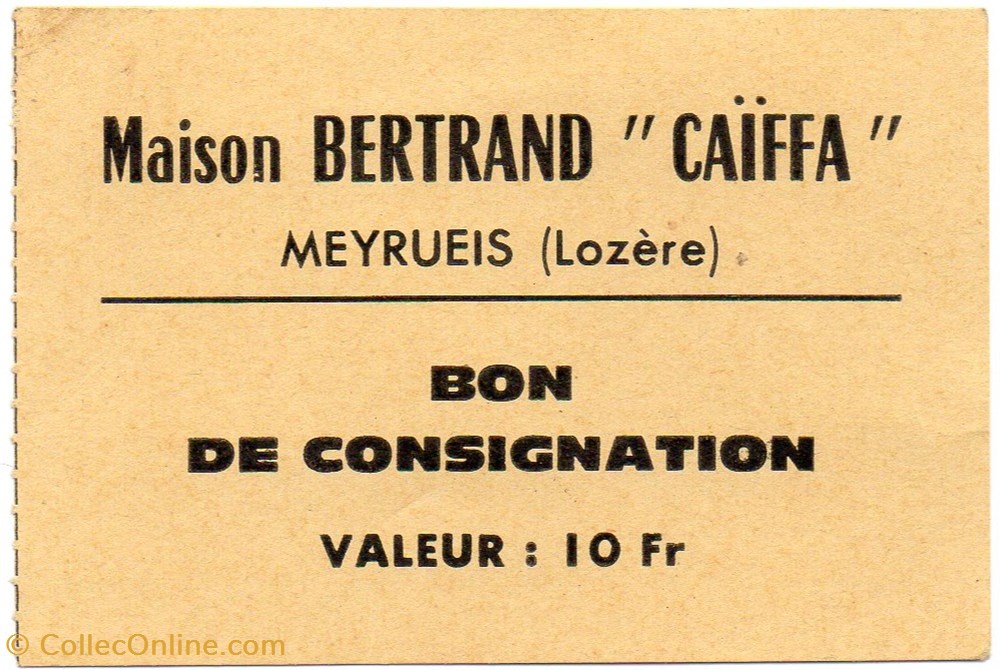 Maison BERTRAND " CAÏFFA "
MEYRUEIS (Lozère)
BON
DE CONSIGNATION
VALEUR : 10 Fr
© CollecOnline.com